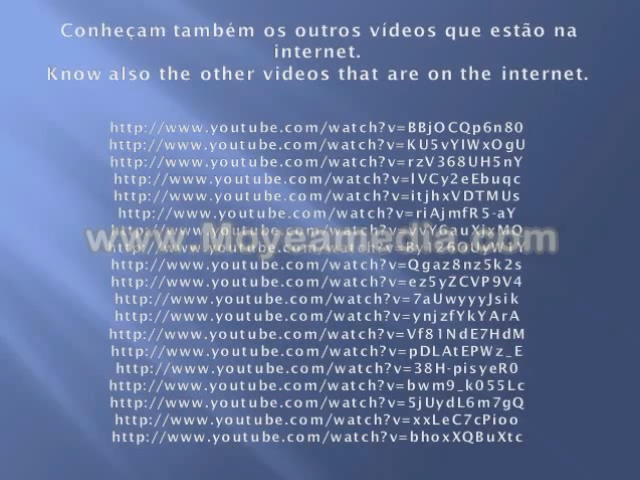 Conheçam também os outros vídeos que estão na
internet.
Know also the other videos that are on the internet.
http://www.youtube.com/watch?v=BBjOCQp6n80
http://www.youtube.com/watch?v=KU5vYIWxOgU
http://www.youtube.com/watch?v=rzV368UH5nY
http://www.youtube.com/watch?v=lVCy2eEbuqc
http://www.youtube.com/watch?v=itjhxVDTMUs
http://www.youtube.com/watch?v=riAjmfR5-aY
www.Moyeamedia.com
http://www.youtube.com/watch?v=Qgaz8nz5k2s
http://www.youtube.com/watch?v=ez5yZCVP9V4
http://www.youtube.com/watch?v=7aUwyyyJsik
http://www.youtube.com/watch?v=ynjzfYkYArA
http://www.youtube.com/watch?v=Vf81NdE7HdM
http://www.youtube.com/watch?v=pDLAtEPWz_E
http://www.youtube.com/watch?v=38H-pisyeR0
http://www.youtube.com/watch?v=bwm9_k055Lc
http://www.youtube.com/watch?v=5jUydL6m7gQ
http://www.youtube.com/watch?v=xxLeC7cPioo
http://www.youtube.com/watch?v=bhoxXQBuXtc